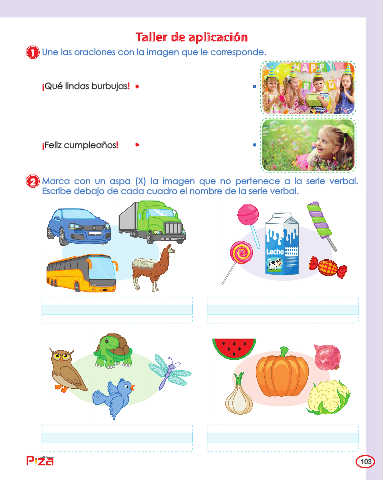 Taller de aplicación
1 Une las oraciones con la imagen que le corresponde.
¡Qué lindas burbujas!
¡Feliz cumpleaños!
2 Marca con un aspa (X) la imagen que no pertenece a la serie verbal.
Escribe debajo de cada cuadro el nombre de la serie verbal.
Leche
103